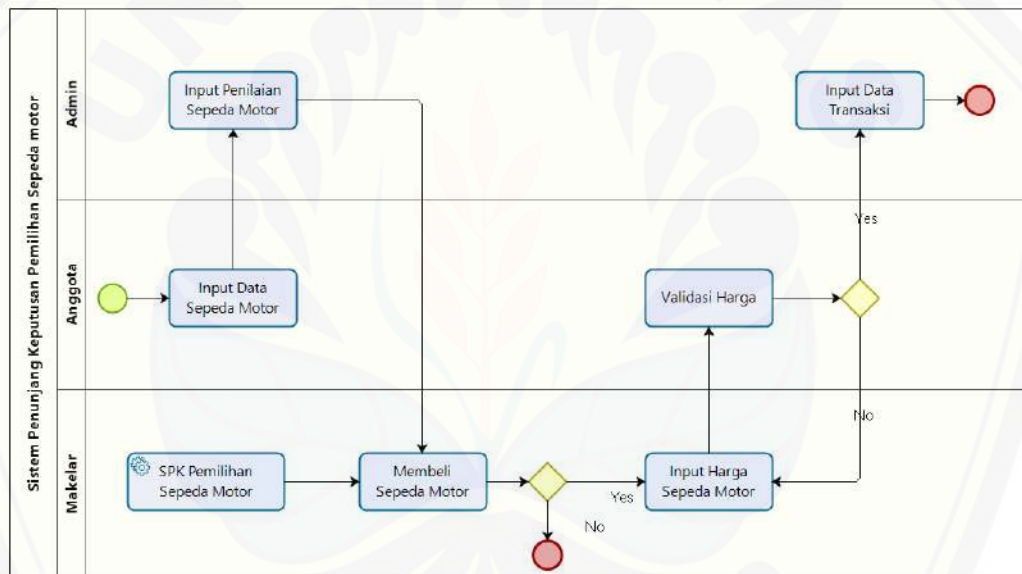 Sistem Penunjang Keputusan Pemilihan Sepeda motor
Admin
Input Penilaian
Sepeda Motor
Input Data
Transaksi
Yes
Anggota
Input Data
Sepeda Motor
Validasi Harga
No
Makelar
SPK Pemilihan
Sepeda Motor
Membeli
Sepeda Motor
Yes
No
Input Harga
Sepeda Motor